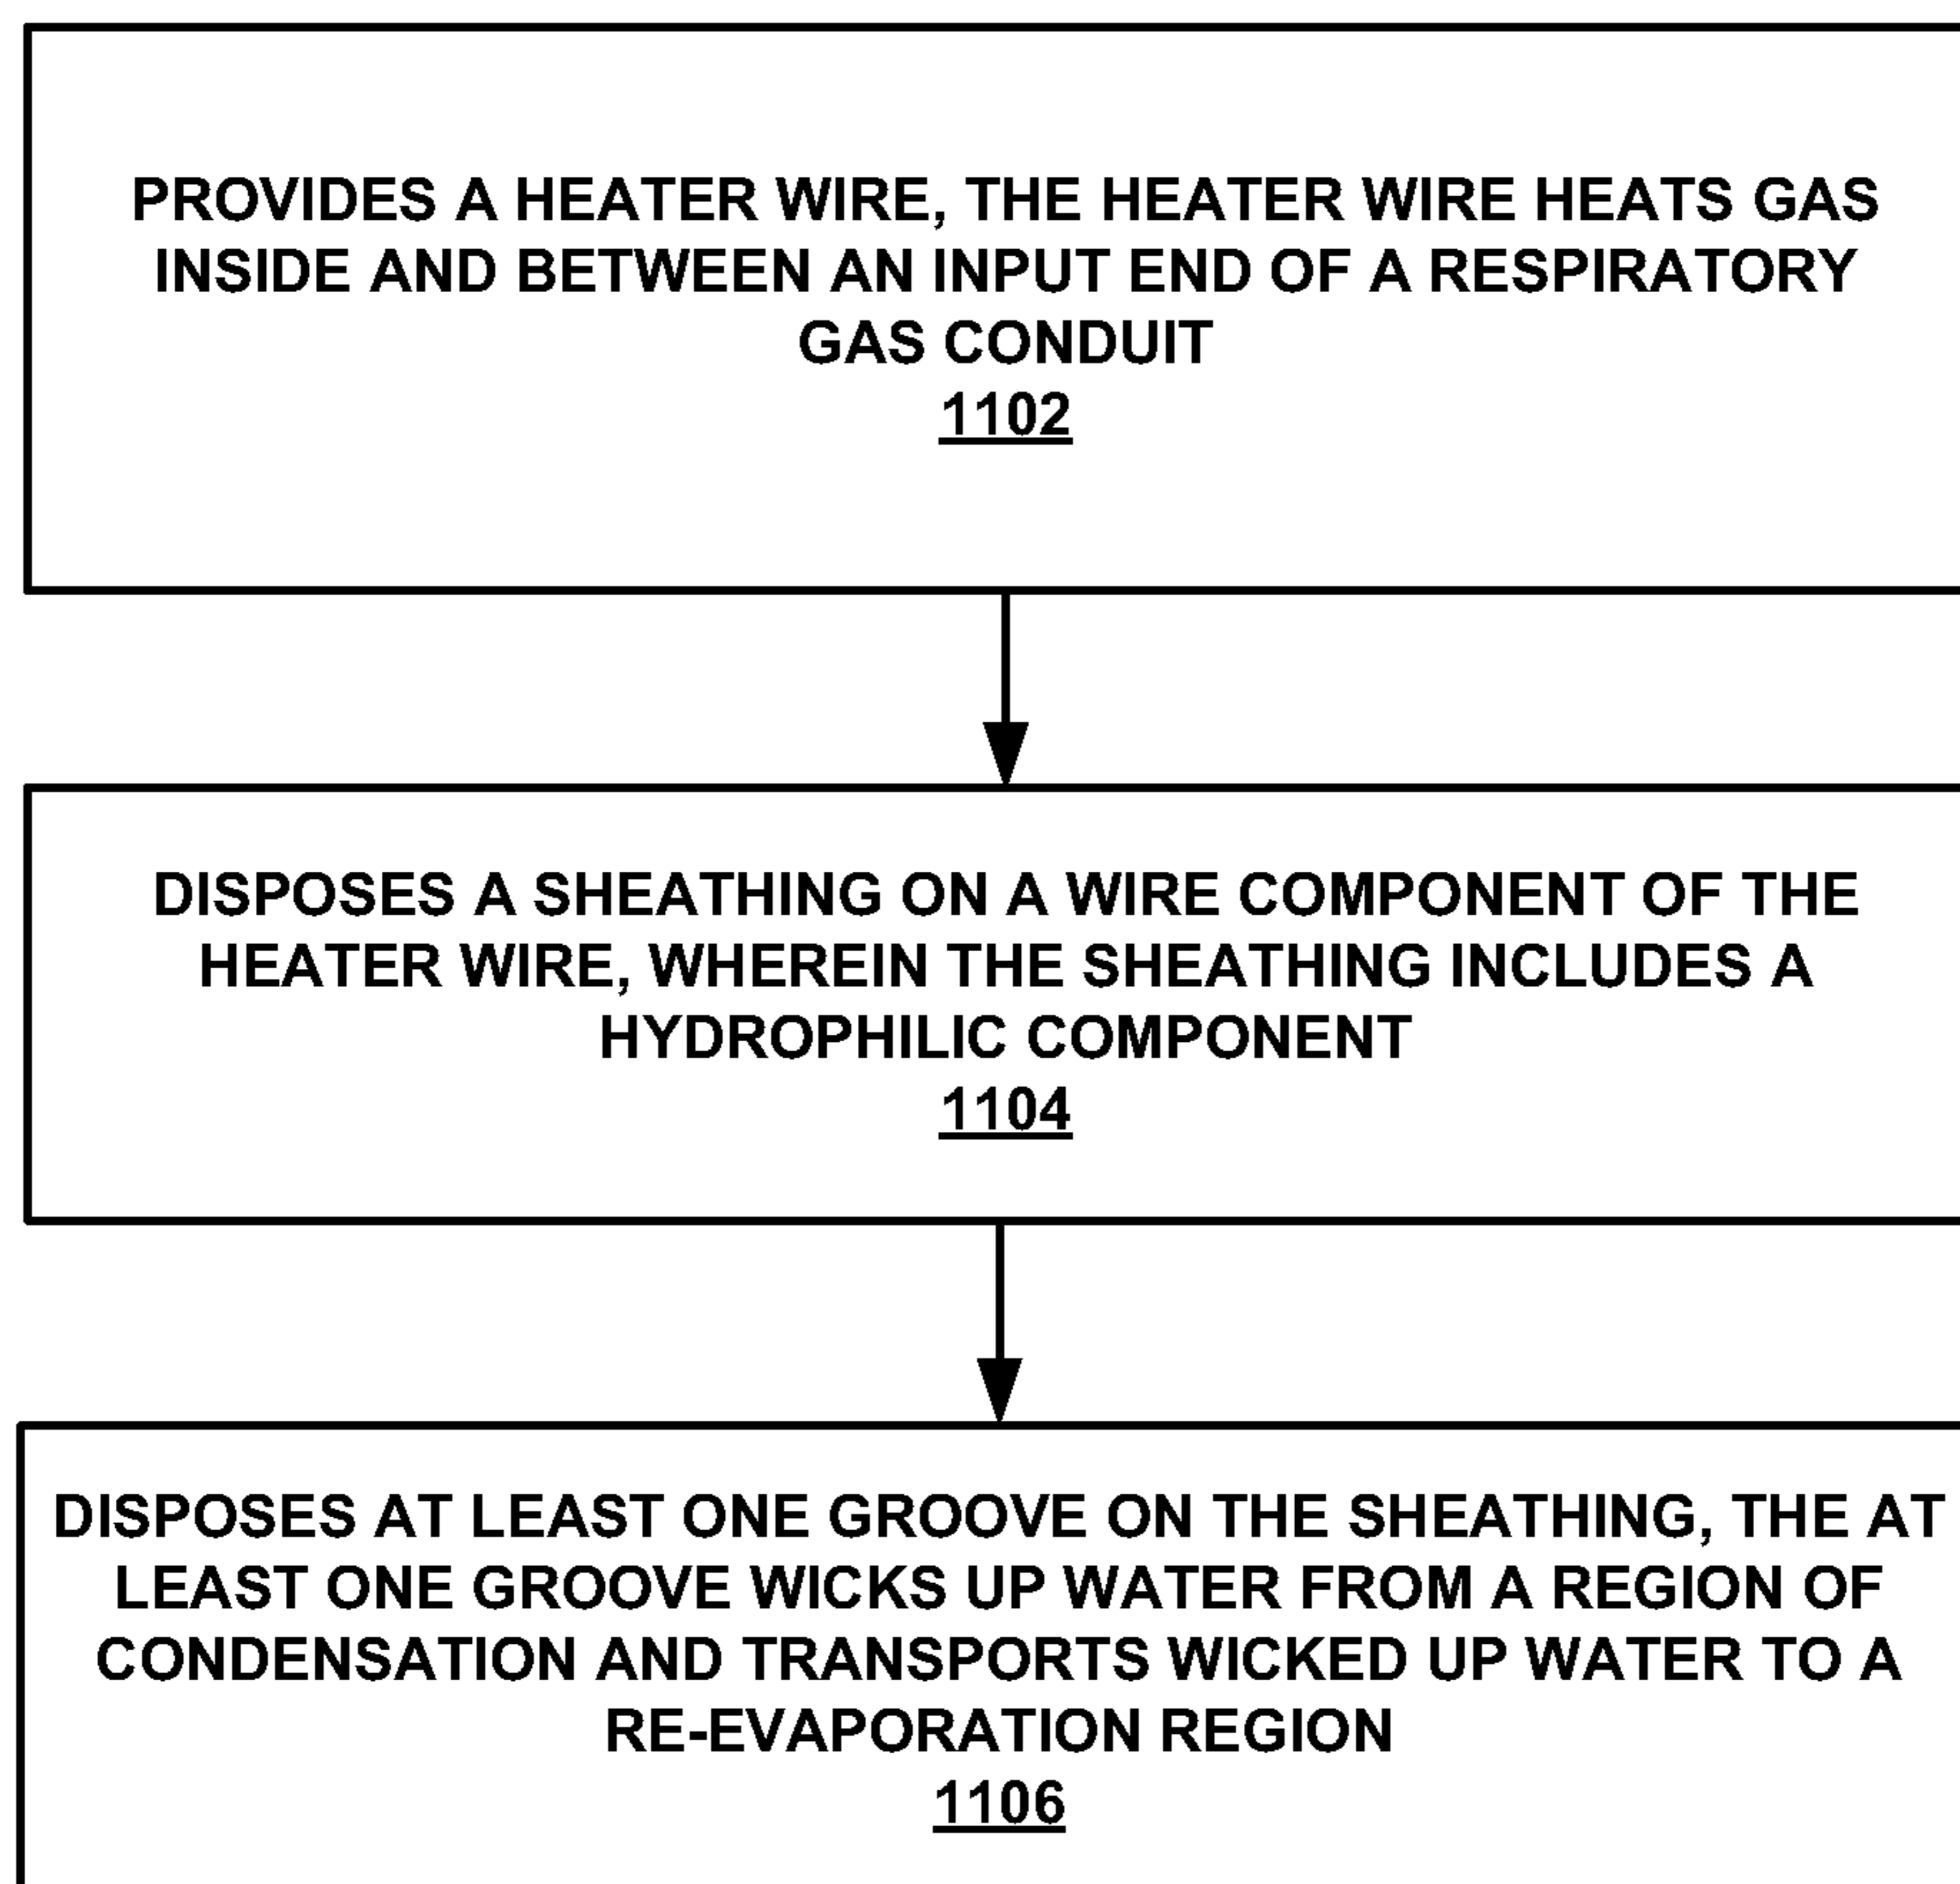 PROVIDES A HEATER WIRE, THE HEATER WIRE HEATS GAS
INSIDE AND BETWEEN AN INPUT END OF A RESPIRATORY
GAS CONDUIT
1102
DISPOSES A SHEATHING ON A WIRE COMPONENT OF THE
HEATER WIRE, WHEREIN THE SHEATHING INCLUDES A
HYDROPHILIC COMPONENT
1104
DISPOSES AT LEAST ONE GROOVE ON THE SHEATHING, THE AT
LEAST ONE GROOVE WICKS UP WATER FROM A REGION OF
CONDENSATION AND TRANSPORTS WICKED UP WATER TO A
RE-EVAPORATION REGION
1106